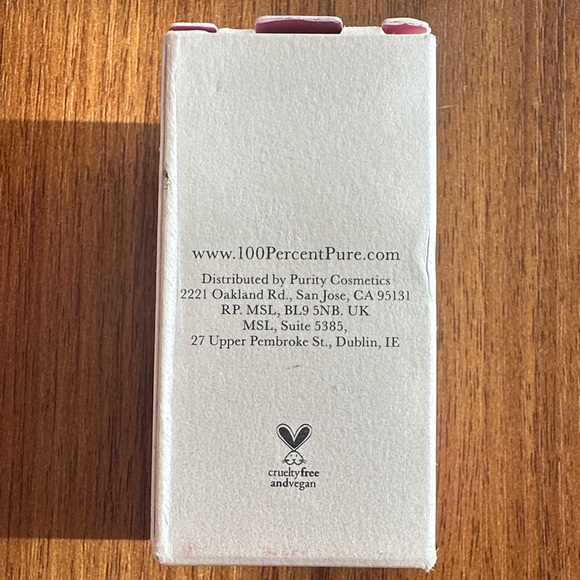 www.100PercentPure.com
Distributed by Purity Cosmetics
2221 Oakland Rd., San Jose, CA 95131
RP. MSL, BL9 5NB. UK
MSL, Suite 5385,
27 Upper Pembroke St., Dublin, IE
crueltyfree
andvegan